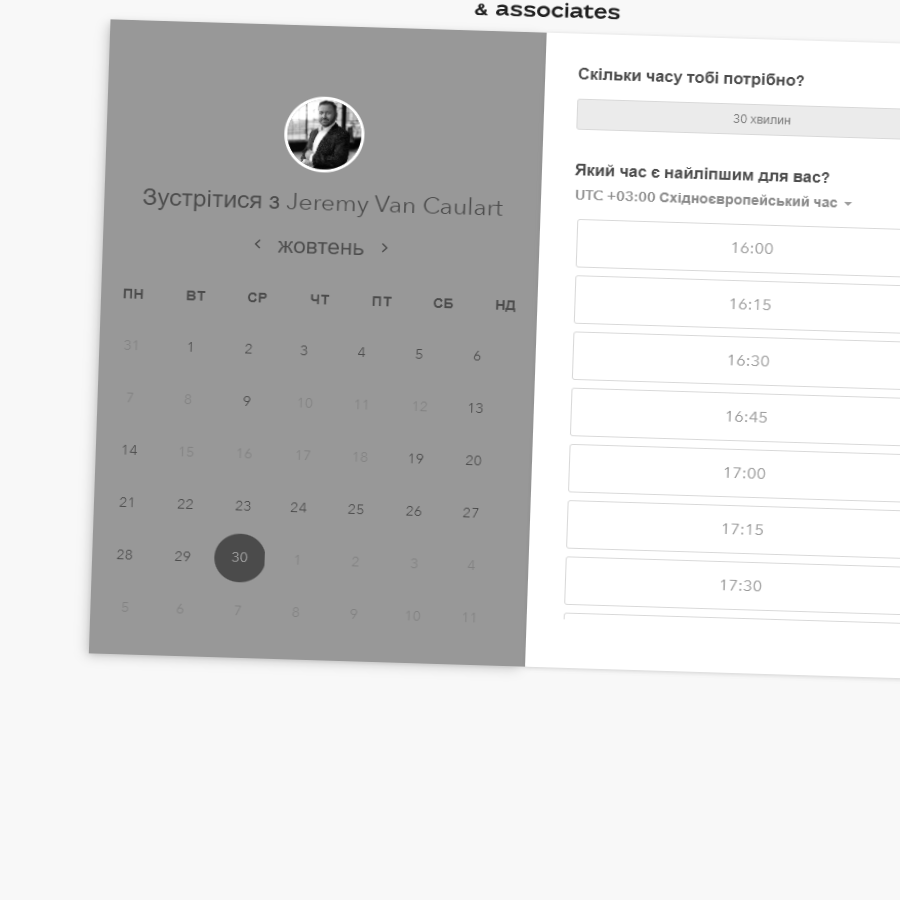 & associates
Зустрітися з Jeremy Van Caulart
‹ жовтень ›
ПН ВТ СР ЧТ ПТ СБ НД
31 1 2 3 4 5 6
7 8 9 10 11 12 13
14 15 16 17 18 19 20
21 22 23 24 25 26 27
28 29 30 1 2 3 4
5 6 7 8 9 10 11
Скільки часу тобі потрібно?
30 хвилин
Який час є найліпшим для вас?
UTC +03:00 Східноєвропейський час
16:00
16:15
16:30
16:45
17:00
17:15
17:30